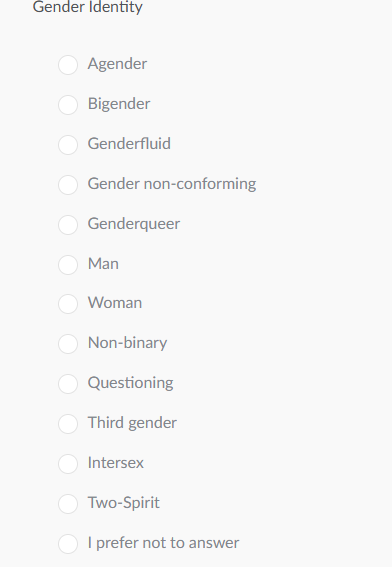 Gender Identity
Agender
Bigender
Genderfluid
Gender non-conforming
Genderqueer
Man
Woman
Non-binary
Questioning
Third gender
Intersex
Two-Spirit
I prefer not to answer